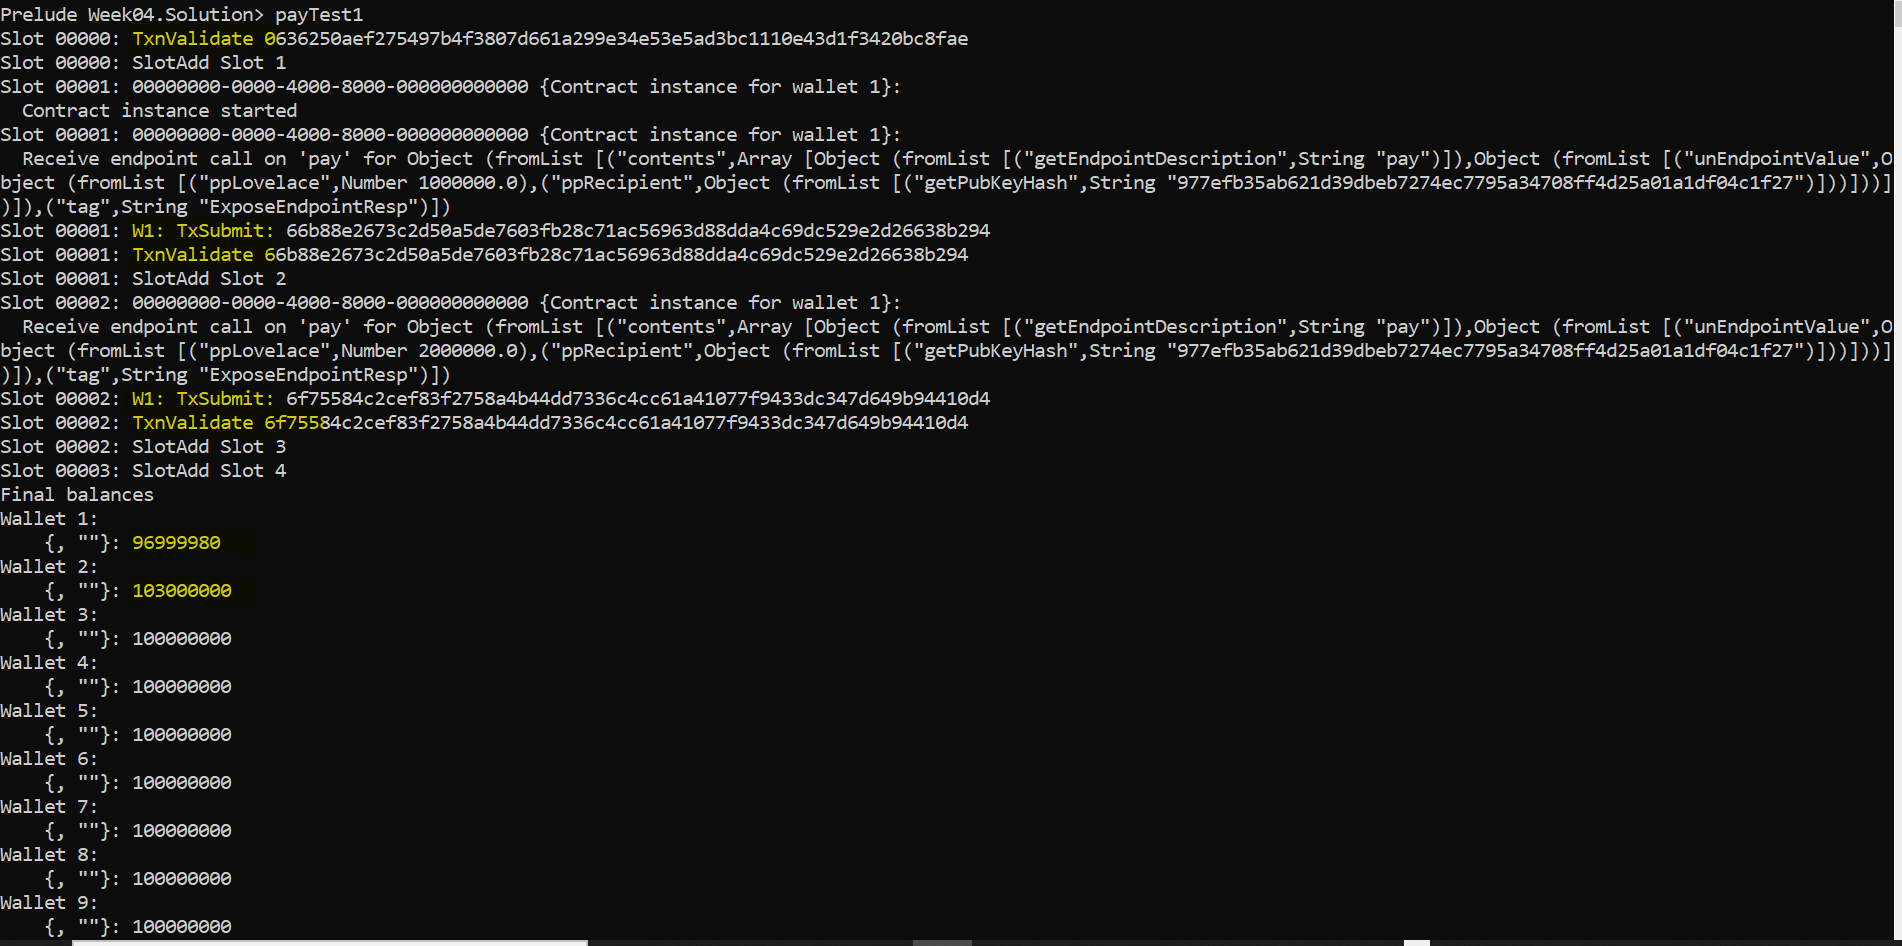 Prelude Week04.Solution> payTest1
Slot 00000: TxnValidate 0636250aef275497b4f3807d661a299e34e53e5ad3bc1110e43d1f3420bc8fae
Slot 00000: SlotAdd Slot 1
Slot 00001: 00000000-0000-4000-8000-000000000000 {Contract instance for wallet 1}:
  Contract instance started
Slot 00001: 00000000-0000-4000-8000-000000000000 {Contract instance for wallet 1}:
  Receive endpoint call on 'pay' for Object (fromList [("contents",Array [Object (fromList [("getEndpointDescription",String "pay")]),Object (fromList [("unEndpointValue",O
bject (fromList [("ppLovelace",Number 1000000.0),("ppRecipient",Object (fromList [("getPubKeyHash",String "977efb35ab621d39dbeb7274ec7795a34708ff4d25a01a1df04c1f27")]))]))]
)]),("tag",String "ExposeEndpointResp")])
Slot 00001: W1: TxSubmit: 66b88e2673c2d50a5de7603fb28c71ac56963d88dda4c69dc529e2d26638b294
Slot 00001: TxnValidate 66b88e2673c2d50a5de7603fb28c71ac56963d88dda4c69dc529e2d26638b294
Slot 00001: SlotAdd Slot 2
Slot 00002: 00000000-0000-4000-8000-000000000000 {Contract instance for wallet 1}:
  Receive endpoint call on 'pay' for Object (fromList [("contents",Array [Object (fromList [("getEndpointDescription",String "pay")]),Object (fromList [("unEndpointValue",O
bject (fromList [("ppLovelace",Number 2000000.0),("ppRecipient",Object (fromList [("getPubKeyHash",String "977efb35ab621d39dbeb7274ec7795a34708ff4d25a01a1df04c1f27")]))]))]
)]),("tag",String "ExposeEndpointResp")])
Slot 00002: W1: TxSubmit: 6f75584c2cef83f2758a4b44dd7336c4cc61a41077f9433dc347d649b94410d4
Slot 00002: TxnValidate 6f75584c2cef83f2758a4b44dd7336c4cc61a41077f9433dc347d649b94410d4
Slot 00002: SlotAdd Slot 3
Slot 00003: SlotAdd Slot 4
Final balances
Wallet 1:
    {, ""}: 96999980
Wallet 2:
    {, ""}: 103000000
Wallet 3:
    {, ""}: 100000000
Wallet 4:
    {, ""}: 100000000
Wallet 5:
    {, ""}: 100000000
Wallet 6:
    {, ""}: 100000000
Wallet 7:
    {, ""}: 100000000
Wallet 8:
    {, ""}: 100000000
Wallet 9:
    {, ""}: 100000000